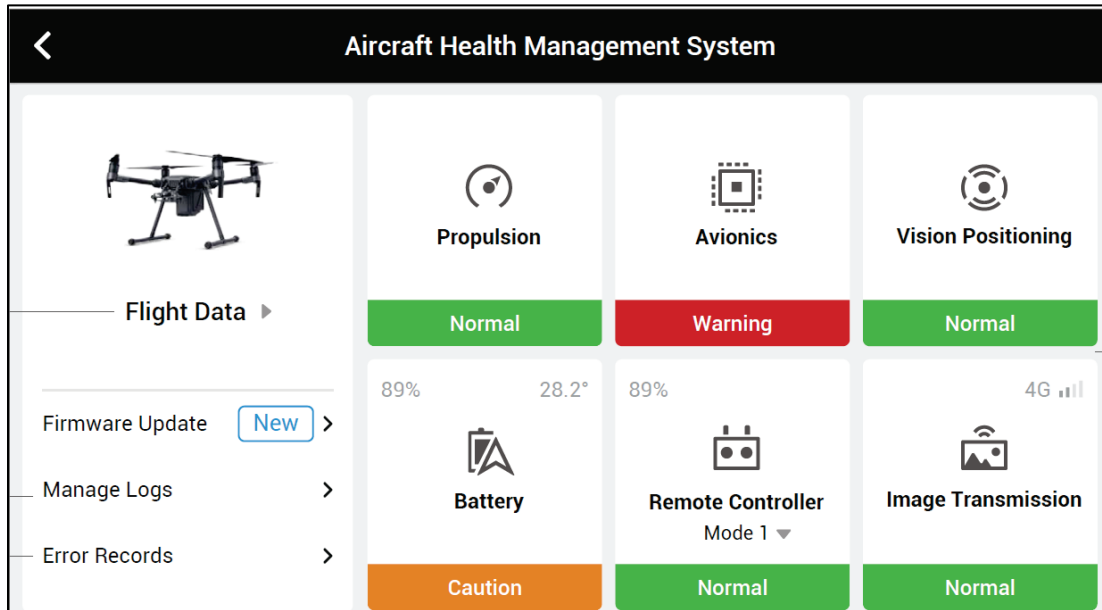 Aircraft Health Management System
Flight Data
Firmware Update New
Manage Logs
Error Records
Propulsion
Normal
Avionics
Warning
Vision Positioning
Normal
89% 28.2°
Battery
Caution
89%
Remote Controller
Mode 1
Normal
4G
Image Transmission
Normal